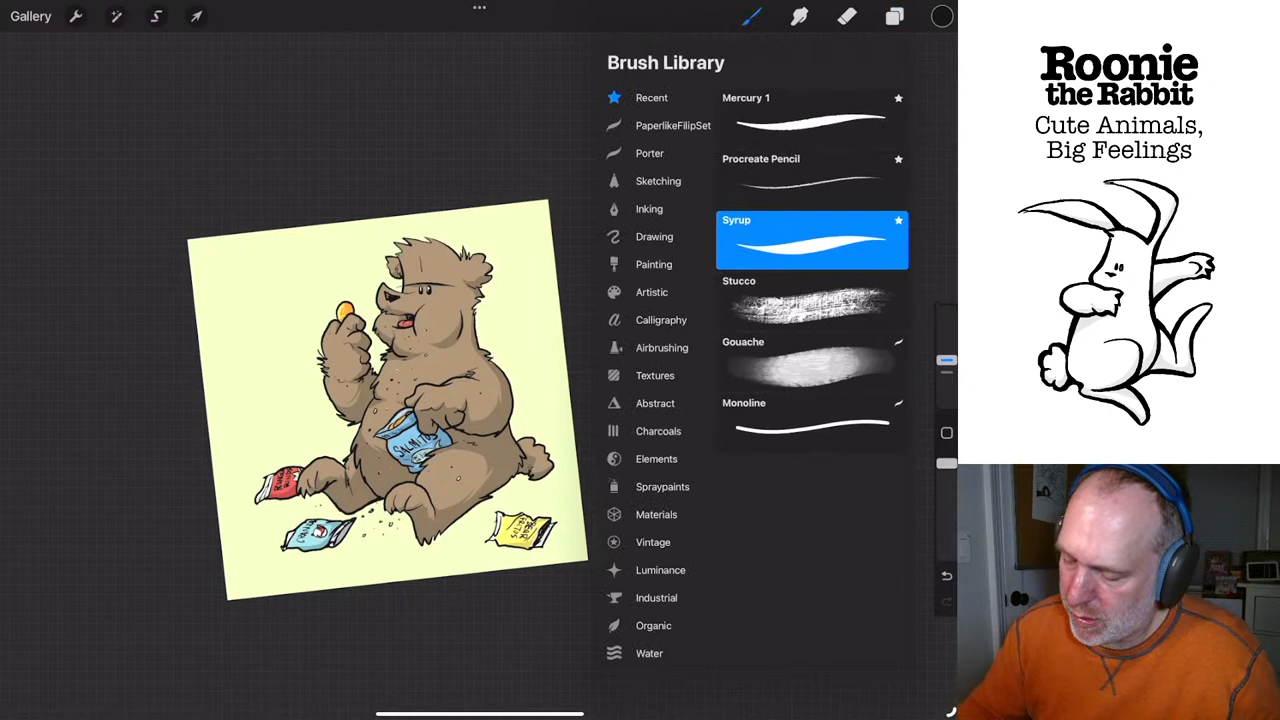 Gallery
Brush Library
Recent
PaperlikeFilipSet
Porter
Sketching
Inking
Drawing
Painting
Artistic
Calligraphy
Airbrushing
Textures
Abstract
Charcoals
Elements
Spraypaints
Materials
Vintage
Luminance
Industrial
Organic
Water
Mercury 1
Procreate Pencil
Syrup
Stucco
Gouache
Monoline
Roonie
the Rabbit
Cute Animals,
Big Feelings